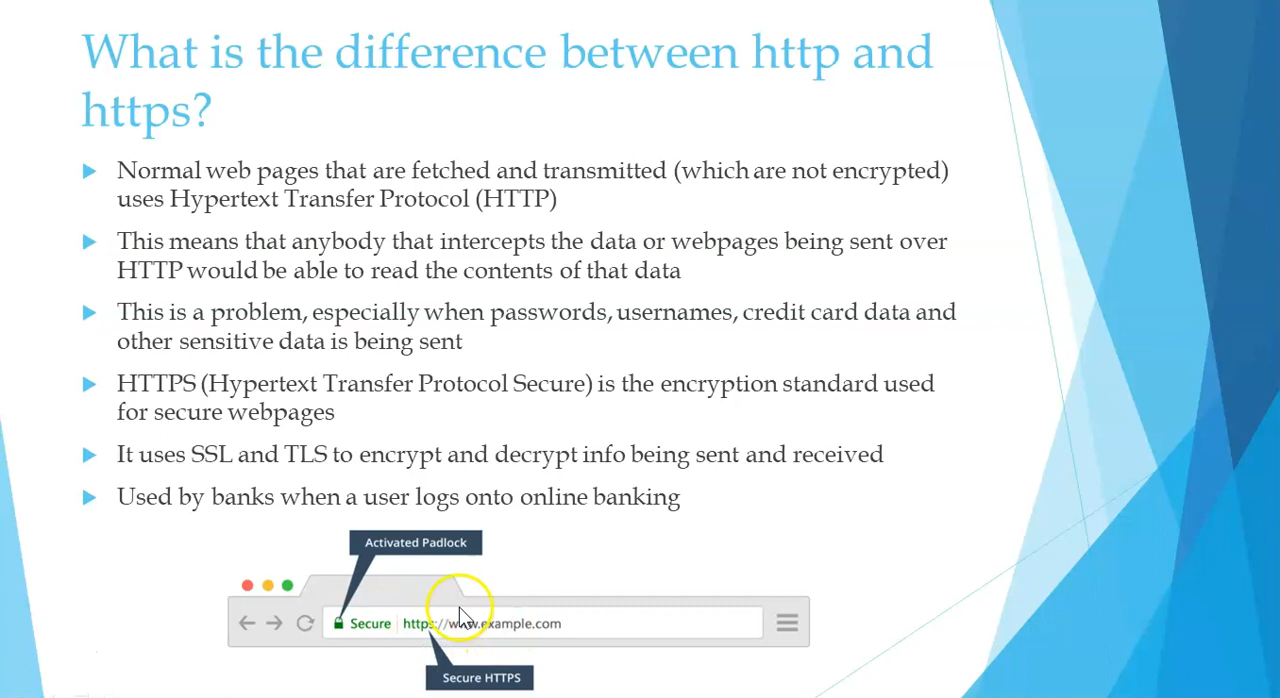 What is the difference between http and
https?
Normal web pages that are fetched and transmitted (which are not encrypted)
uses Hypertext Transfer Protocol (HTTP)
This means that anybody that intercepts the data or webpages being sent over
HTTP would be able to read the contents of that data
This is a problem, especially when passwords, usernames, credit card data and
other sensitive data is being sent
HTTPS (Hypertext Transfer Protocol Secure) is the encryption standard used
for secure webpages
It uses SSL and TLS to encrypt and decrypt info being sent and received
Used by banks when a user logs onto online banking
Activated Padlock
Secure https://www.example.com
Secure HTTPS